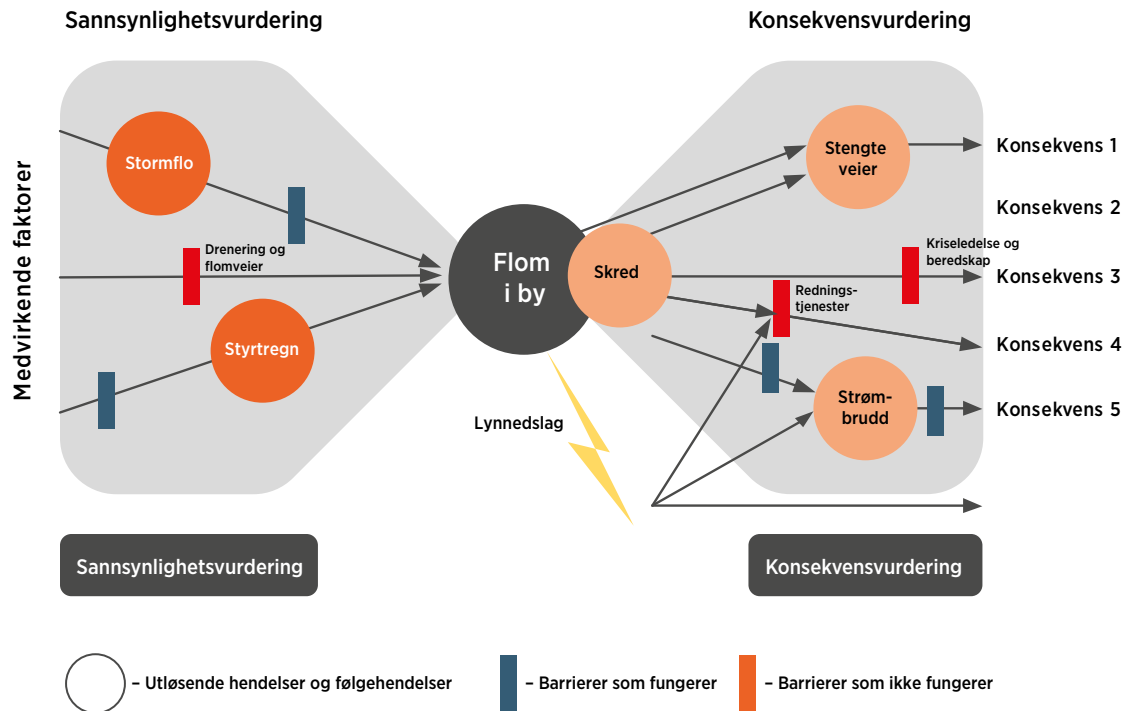 Sannsynlighetsvurdering
Konsekvensvurdering
Medvirkende faktorer
Stormflo
Drenering og
flomveier
Styrtregn
Flom
i by
Skred
Lynnedslag
Stengte
veier
Kriseledelse og
beredskap
Rednings-
tjenester
Strøm-
brudd
Konsekvens 1
Konsekvens 2
Konsekvens 3
Konsekvens 4
Konsekvens 5
Sannsynlighetsvurdering
Konsekvensvurdering
– Utløsende hendelser og følgehendelser
– Barrierer som fungerer
– Barrierer som ikke fungerer